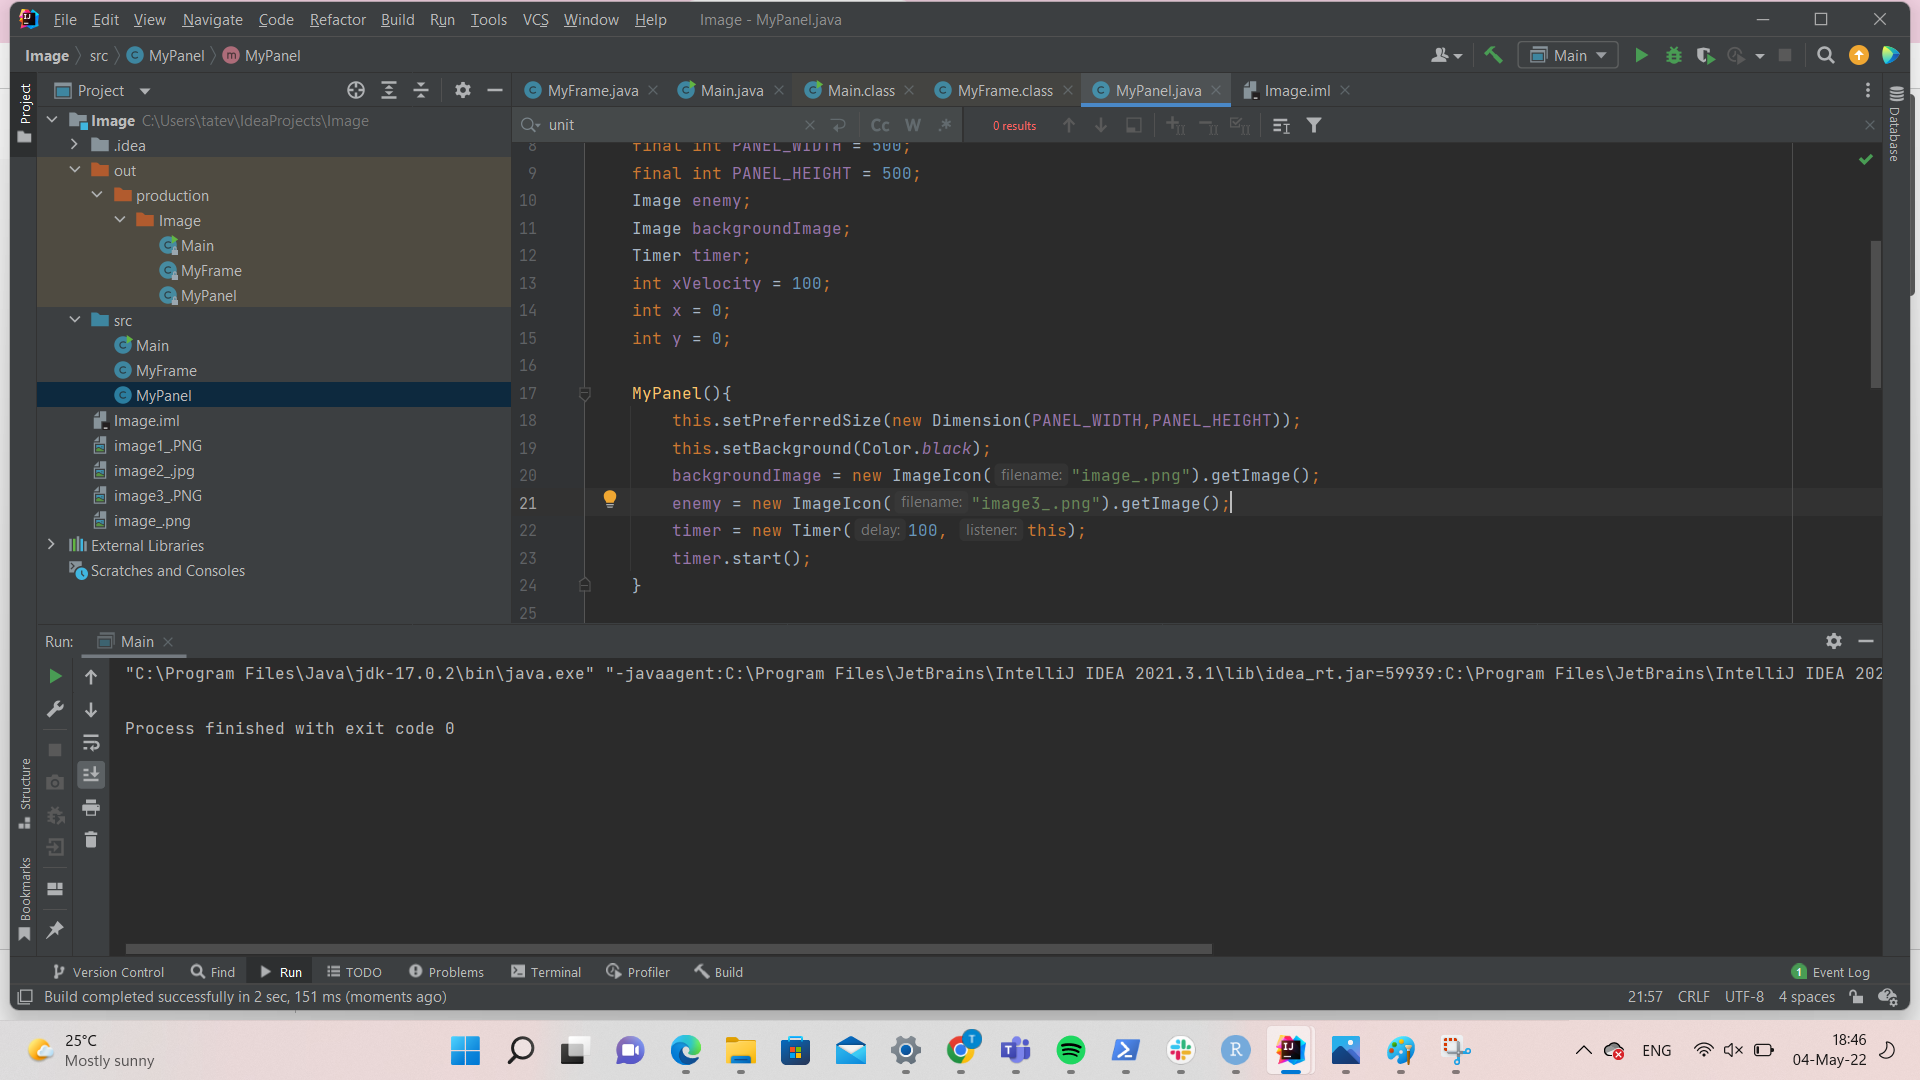 File Edit View Navigate Code Refactor Build Run Tools VCS Window Help Image - MyPanel.java
Image src MyPanel MyPanel
Main
Project
MyFrame.java Main.java Main.class MyFrame.class MyPanel.java Image.iml
Project
Image C:\Users\tatev\IdeaProjects\Image
.idea
out
production
Image
Main
MyFrame
MyPanel
src
Main
MyFrame
MyPanel
Image.iml
image1_.PNG
image2_.jpg
image3_.PNG
image_.png
External Libraries
Scratches and Consoles
unit Cc W .* 0 results
Database
8 final int PANEL_WIDTH = 500;
9 final int PANEL_HEIGHT = 500;
10 Image enemy;
11 Image backgroundImage;
12 Timer timer;
13 int xVelocity = 100;
14 int x = 0;
15 int y = 0;
16
17 MyPanel(){
18 this.setPreferredSize(new Dimension(PANEL_WIDTH,PANEL_HEIGHT));
19 this.setBackground(Color.black);
20 backgroundImage = new ImageIcon( filename: "image_.png").getImage();
21 enemy = new ImageIcon( filename: "image3_.png").getImage();
22 timer = new Timer( delay: 100, listener: this);
23 timer.start();
24 }
25
Run: Main
"C:\Program Files\Java\jdk-17.0.2\bin\java.exe" "-javaagent:C:\Program Files\JetBrains\IntelliJ IDEA 2021.3.1\lib\idea_rt.jar=59939:C:\Program Files\JetBrains\IntelliJ IDEA 202
Process finished with exit code 0
Structure
Bookmarks
Version Control Find Run TODO Problems Terminal Profiler Build 1 Event Log
Build completed successfully in 2 sec, 151 ms (moments ago) 21:57 CRLF UTF-8 4 spaces
25°C
Mostly sunny
T
R
IJ
ENG
18:46
04-May-22